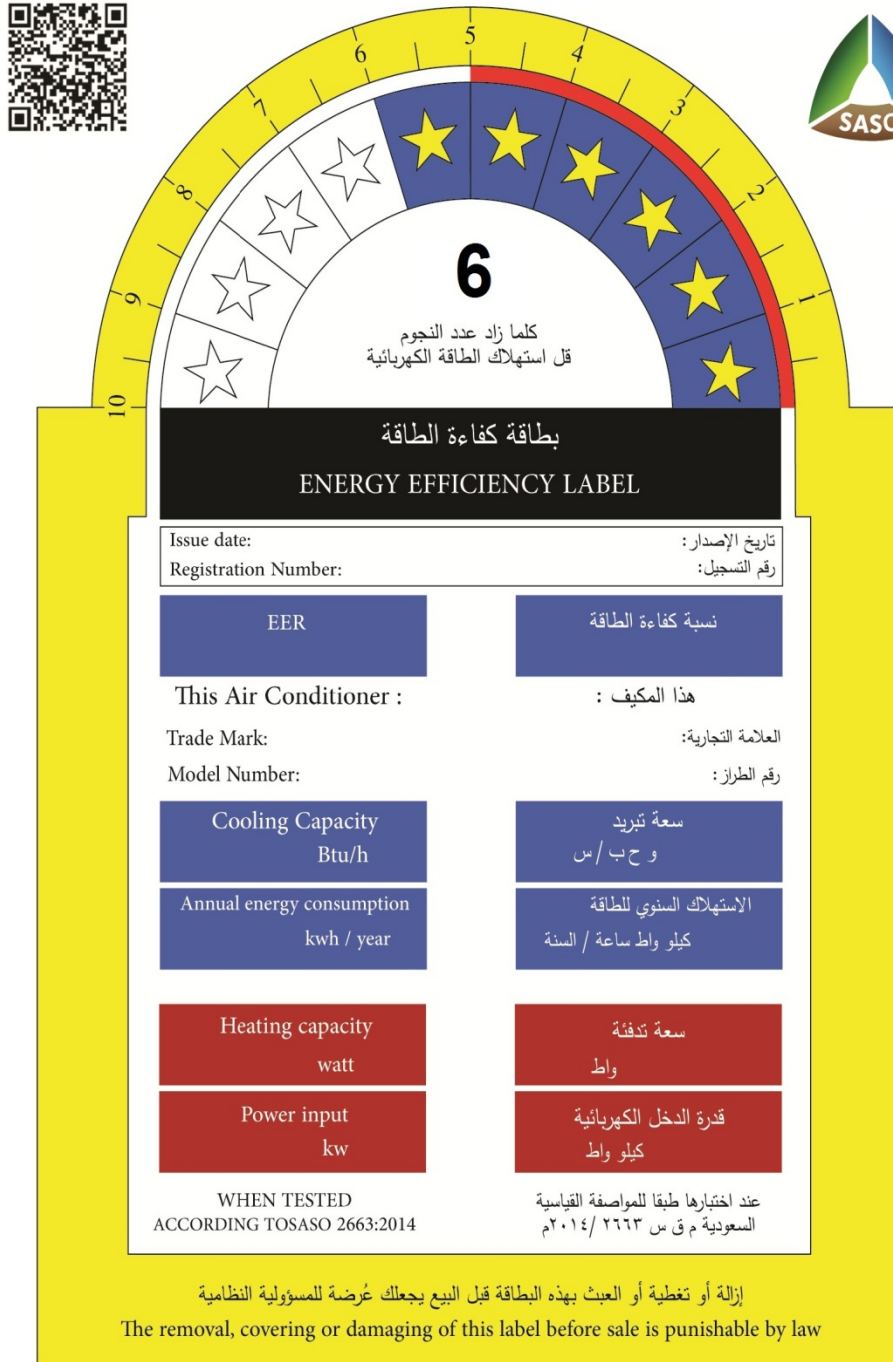 5
6
4
7
3
8
2
9
1
10
SASO
6
كلما زاد عدد النجوم
قل استهلاك الطاقة الكهربائية
بطاقة كفاءة الطاقة
ENERGY EFFICIENCY LABEL
Issue date: تاريخ الإصدار:
Registration Number: رقم التسجيل:
EER نسبة كفاءة الطاقة
This Air Conditioner : هذا المكيف :
Trade Mark: العلامة التجارية:
Model Number: رقم الطراز:
Cooling Capacity سعة تبريد
Btu/h و ح ب / س
Annual energy consumption الاستهلاك السنوي للطاقة
kwh / year كيلو واط ساعة / السنة
Heating capacity سعة تدفئة
watt واط
Power input قدرة الدخل الكهربائية
kw كيلو واط
WHEN TESTED عند اختبارها طبقا للمواصفة القياسية
ACCORDING TOSASO 2663:2014 السعودية م ق س ٢٦٦٣ /٢٠١٤م
إزالة أو تغطية أو العبث بهذه البطاقة قبل البيع يجعلك عُرضة للمسؤولية النظامية
The removal, covering or damaging of this label before sale is punishable by law